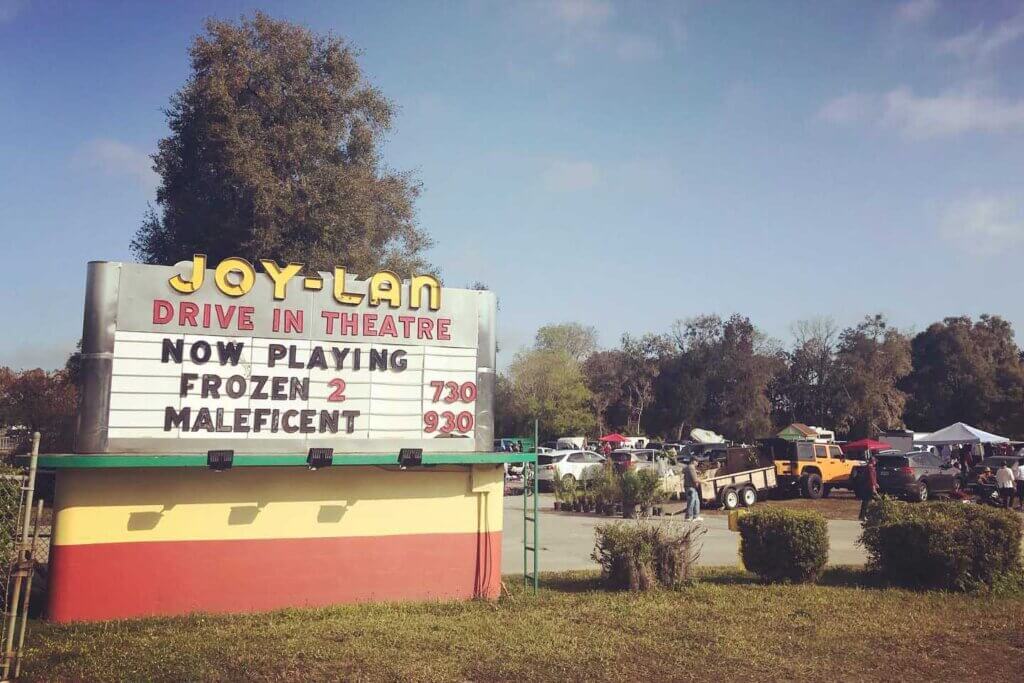 JOY-LAN
DRIVE IN THEATRE
NOW PLAYING
FROZEN 2 730
MALEFICENT 930